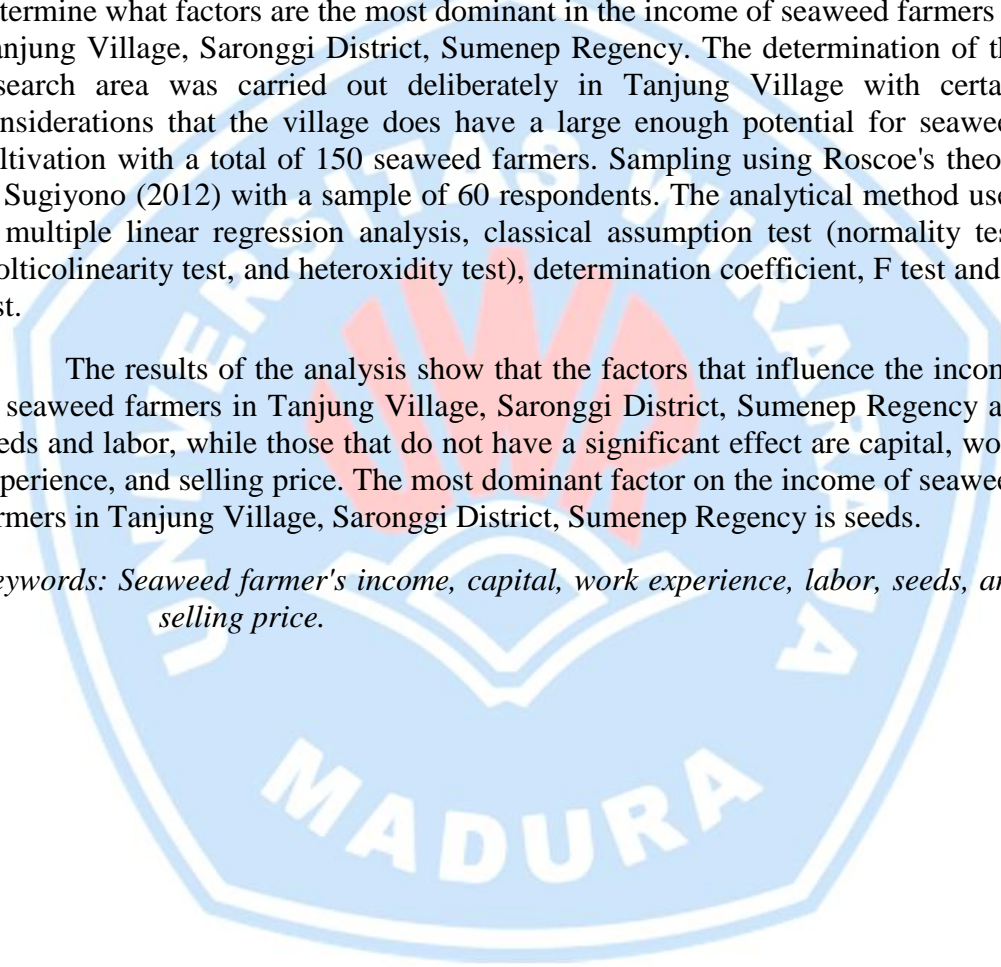 etermine what factors are the most dominant in the income of seaweed farmers
anjung Village, Saronggi District, Sumenep Regency. The determination of th
search area was carried out deliberately in Tanjung Village with certa
nsiderations that the village does have a large enough potential for seawee
ltivation with a total of 150 seaweed farmers. Sampling using Roscoe's theo
Sugiyono (2012) with a sample of 60 respondents. The analytical method use
multiple linear regression analysis, classical assumption test (normality tes
olticolinearity test, and heteroxidity test), determination coefficient, F test and
st.
The results of the analysis show that the factors that influence the incom
seaweed farmers in Tanjung Village, Saronggi District, Sumenep Regency a
eds and labor, while those that do not have a significant effect are capital, wo
perience, and selling price. The most dominant factor on the income of seawee
rmers in Tanjung Village, Saronggi District, Sumenep Regency is seeds.
eywords: Seaweed farmer's income, capital, work experience, labor, seeds, an
selling price.
UNIVERSITAS WIRARAJA
UWR
MADURA